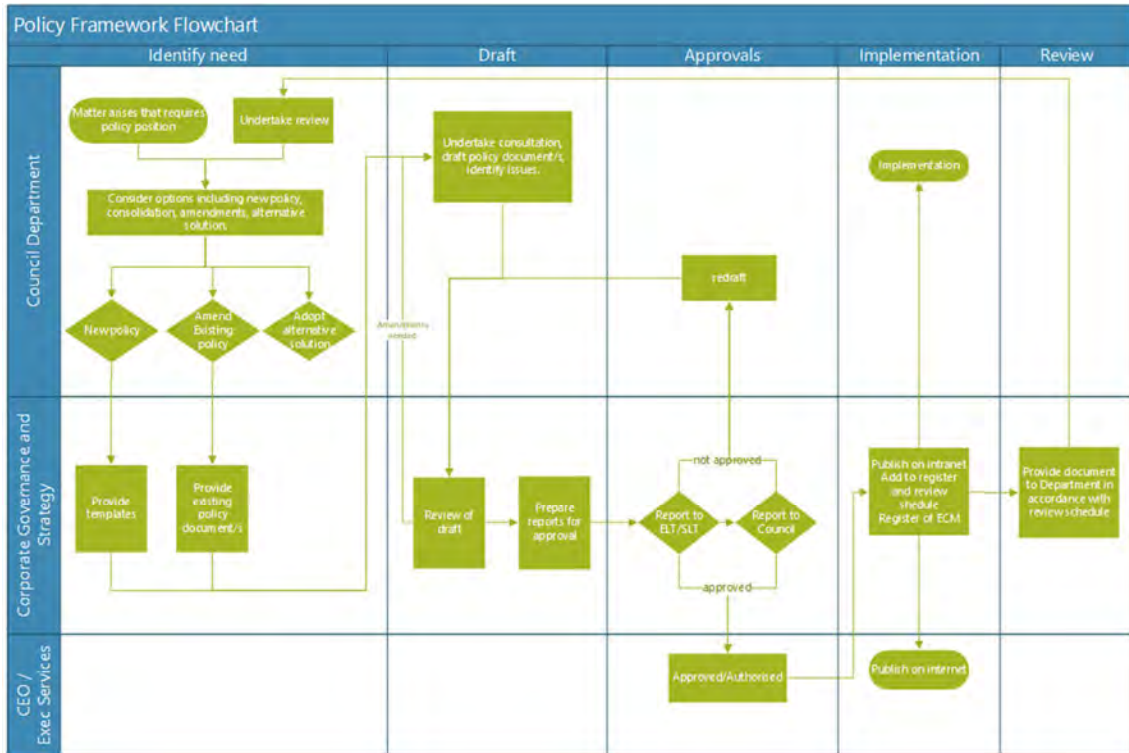 Policy Framework Flowchart
Identify need
Draft
Approvals
Implementation
Review
Council Department
Matter arises that requires
policy position
Undertake review
Consider options including new policy,
consolidation, amendments, alternative
solution.
New policy
Amend
Existing
policy
Adopt
alternative
solution
Amendments
needed
Undertake consultation,
draft policy document/s,
identify issues.
redraft
Implementation
Corporate Governance and
Strategy
Provide
templates
Provide
existing
policy
document/s
Review of
draft
Prepare
reports for
approval
not approved
Report to
ELT/SLT
Report to
Council
approved
Publish on intranet
Add to register
and review
shedule
Register of ECM
Provide document
to Department in
accordance with
review schedule
CEO /
Exec Services
Approved/Authorised
Publish on internet